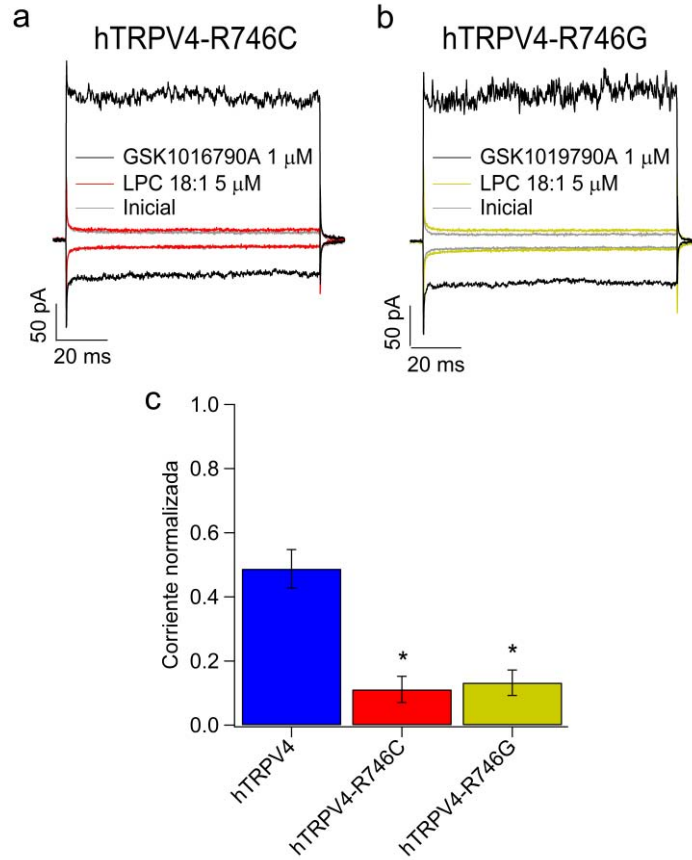 a
hTRPV4-R746C
GSK1016790A 1 μM
LPC 18:1 5 μM
Inicial
50 pA
20 ms
b
hTRPV4-R746G
GSK1019790A 1 μM
LPC 18:1 5 μM
Inicial
50 pA
20 ms
c
Corriente normalizada
1.0
0.8
0.6
0.4
0.2
0.0
*
*
hTRPV4
hTRPV4-R746C
hTRPV4-R746G